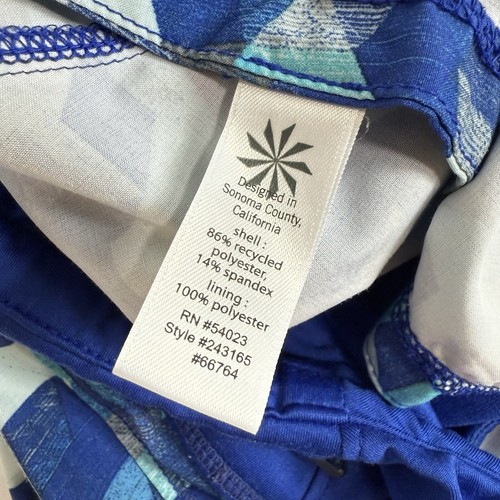 Designed in
Sonoma County,
California
shell :
86% recycled
polyester,
14% spandex
lining :
100% polyester
RN #54023
Style #243165
#66764